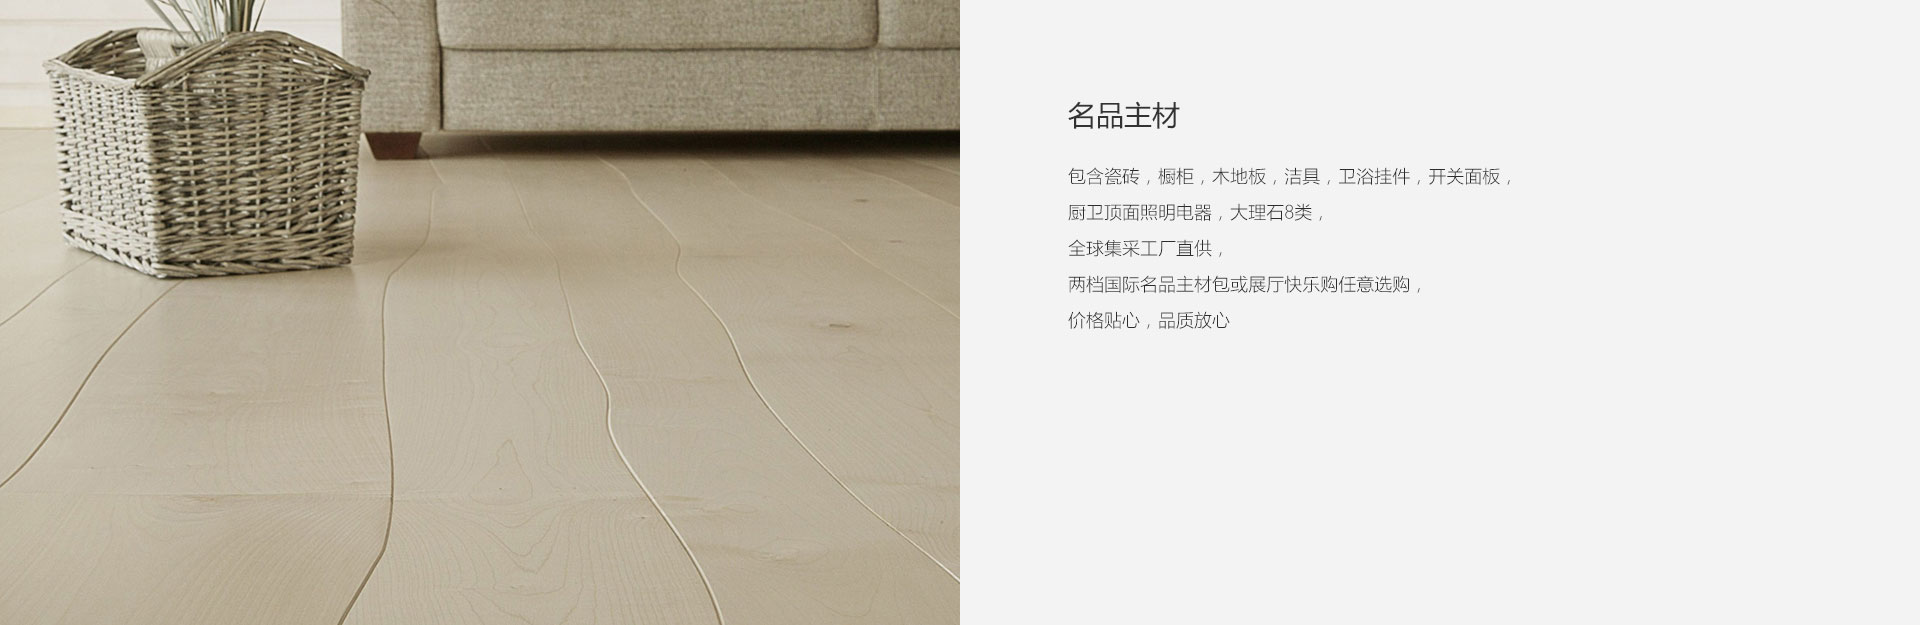 名品主材
包含瓷砖，橱柜，木地板，洁具，卫浴挂件，开关面板，
厨卫顶面照明电器，大理石8类，
全球集采工厂直供，
两档国际名品主材包或展厅快乐购任意选购，
价格贴心，品质放心